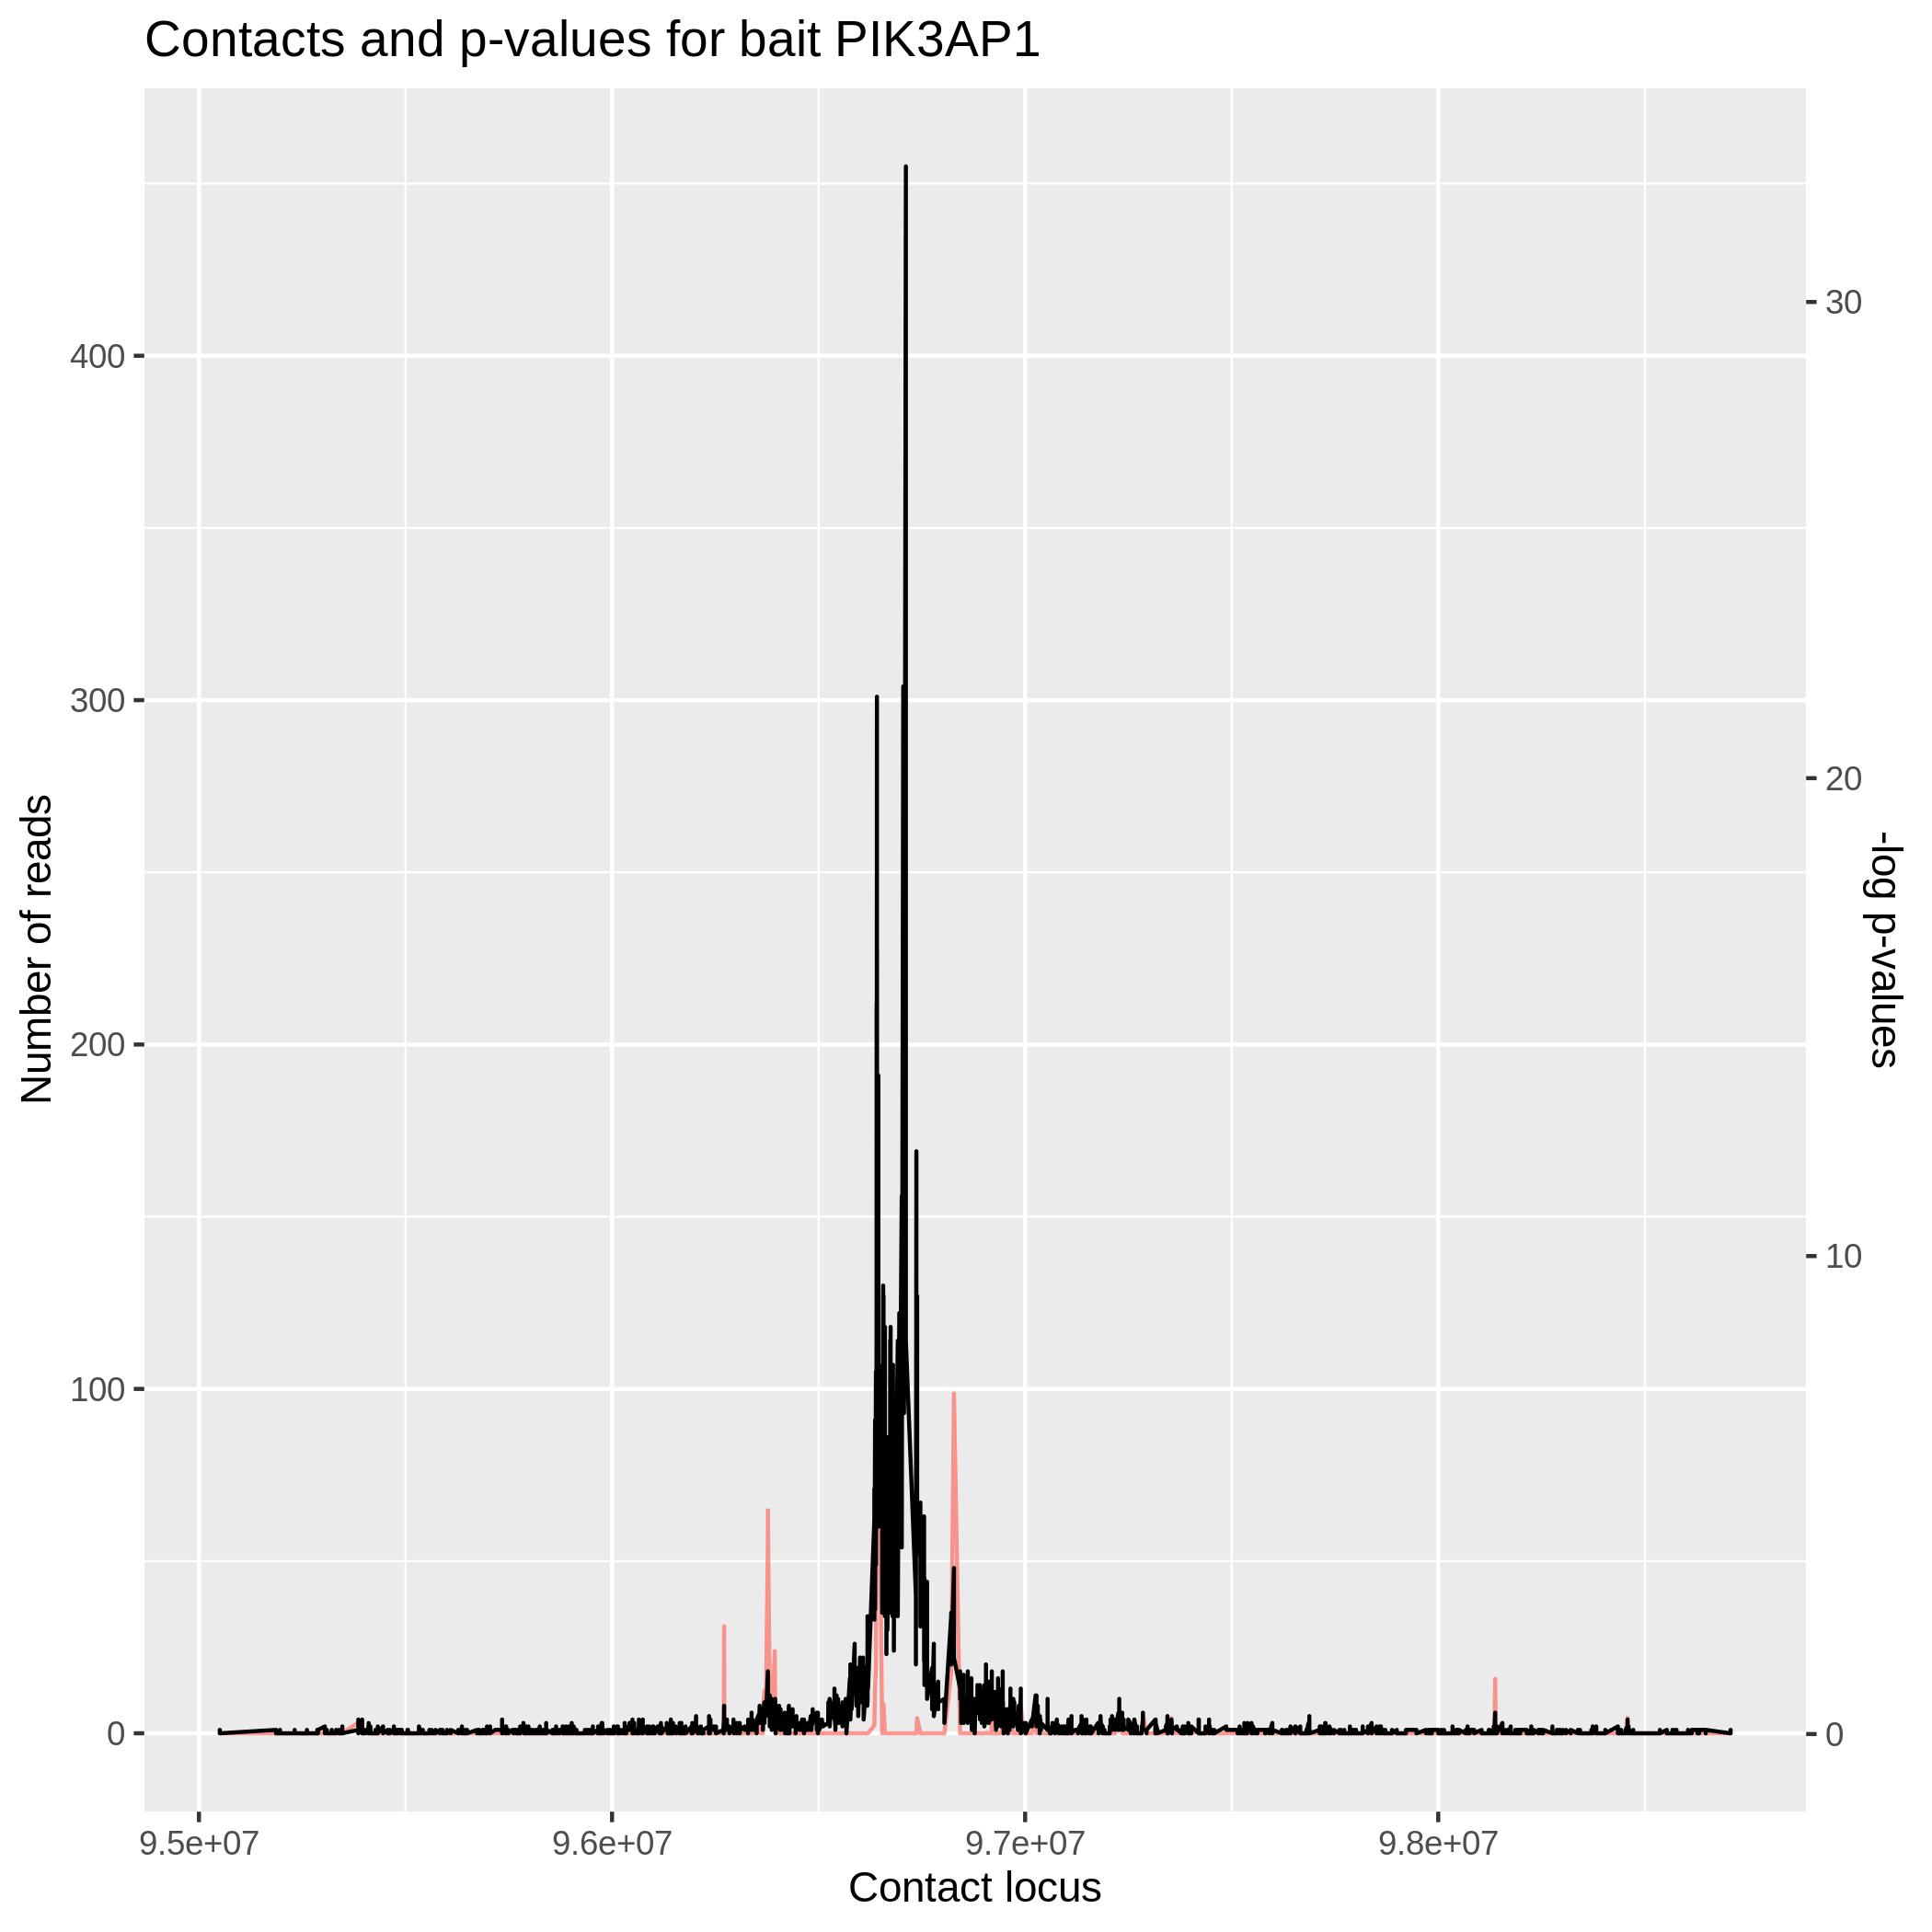 Contacts and p-values for bait PIK3AP1
400
300
200
100
0
Number of reads
30
20
10
0
-log p-values
9.5e+07 9.6e+07 9.7e+07 9.8e+07
Contact locus